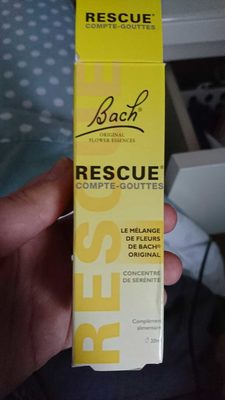 RESCUE®
COMPTE-GOUTTES
Bach®
ORIGINAL
FLOWER ESSENCES
RESCUE®
COMPTE-GOUTTES
LE MÉLANGE
DE FLEURS
DE BACH®
ORIGINAL
CONCENTRÉ
DE SÉRÉNITÉ
Complément
alimentaire
RESCUE